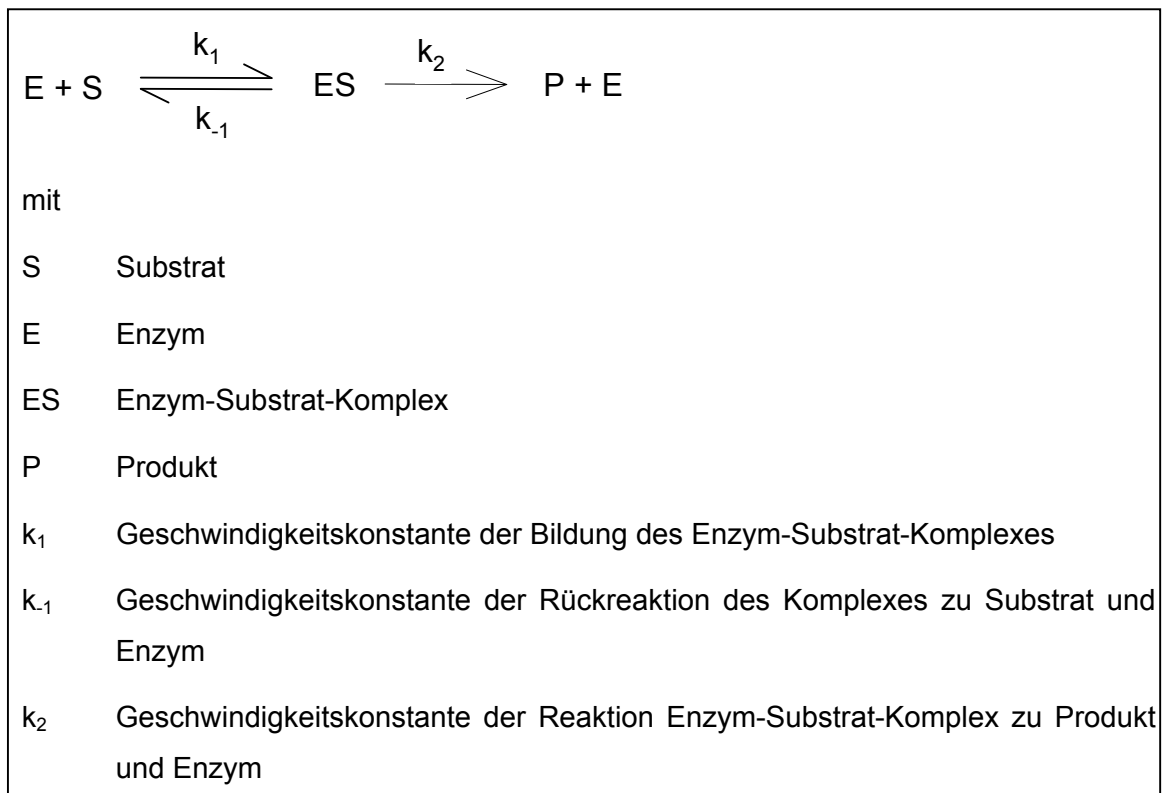 k₁ k₂
E + S ⇌ ES → P + E
k₋₁
mit
S Substrat
E Enzym
ES Enzym-Substrat-Komplex
P Produkt
k₁ Geschwindigkeitskonstante der Bildung des Enzym-Substrat-Komplexes
k₋₁ Geschwindigkeitskonstante der Rückreaktion des Komplexes zu Substrat und
Enzym
k₂ Geschwindigkeitskonstante der Reaktion Enzym-Substrat-Komplex zu Produkt
und Enzym